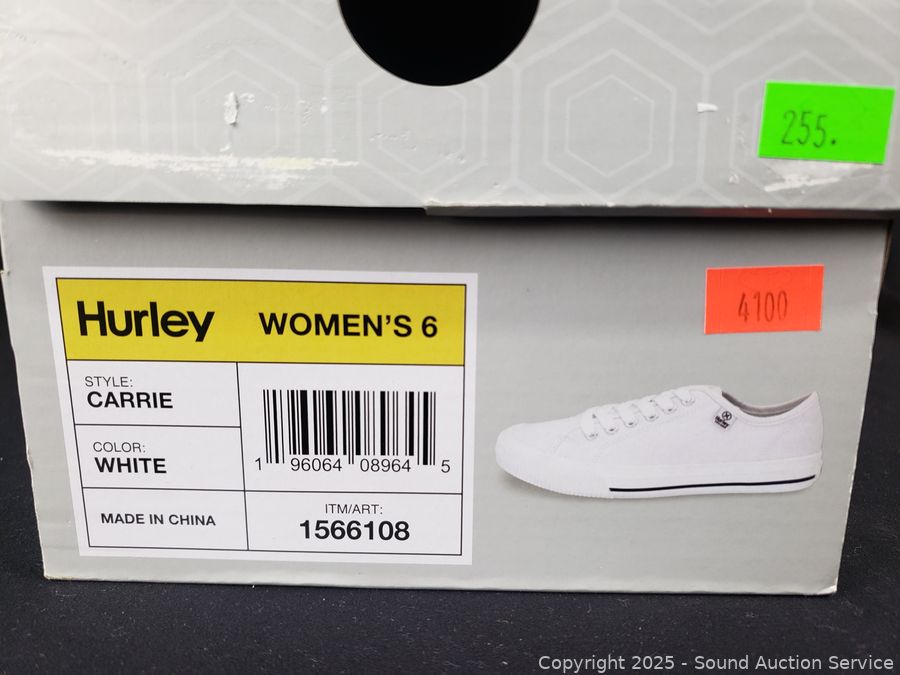 255.
4100
Hurley WOMEN'S 6
STYLE:
CARRIE
COLOR:
WHITE
MADE IN CHINA
1 96064 08964 5
ITM/ART:
1566108
Hurley
Copyright © 2025 - Sound Auction Service